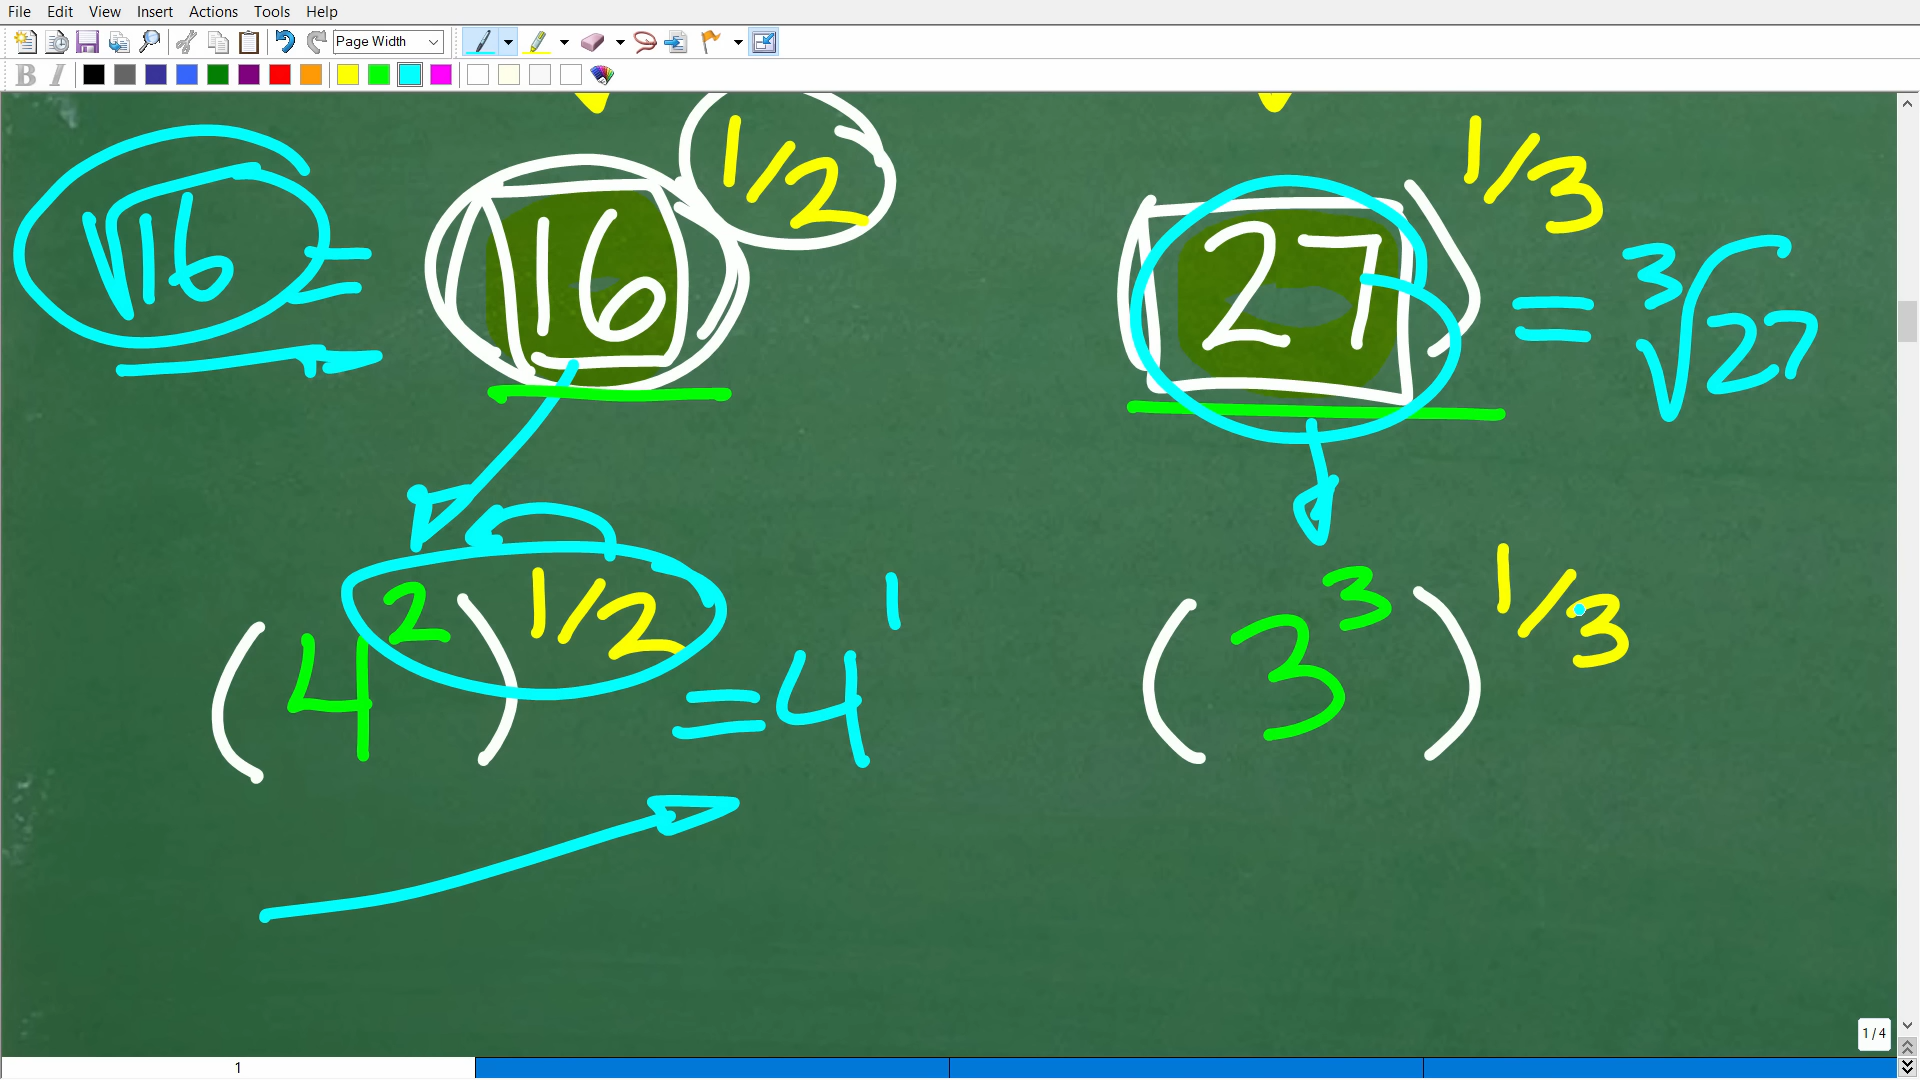 File Edit View Insert Actions Tools Help
Page Width
B I
√16 = 16 1/2
27 1/3 = ∛27
(4²) 1/2 = 4¹
(3³) 1/3
1 / 4
1